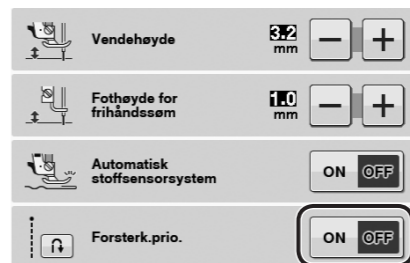 Vendehøyde 3.2 mm − +
Fothøyde for
frihåndssøm 1.0 mm − +
Automatisk
stoffsensorsystem ON OFF
Forsterk.prio. ON OFF